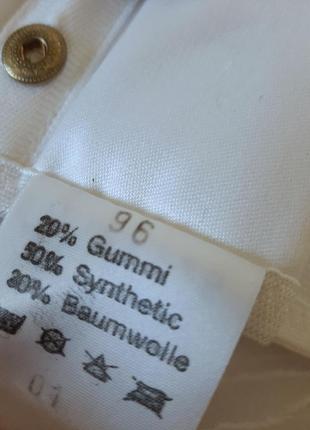 96
20% Gummi
50% Synthetic
30% Baumwolle
01